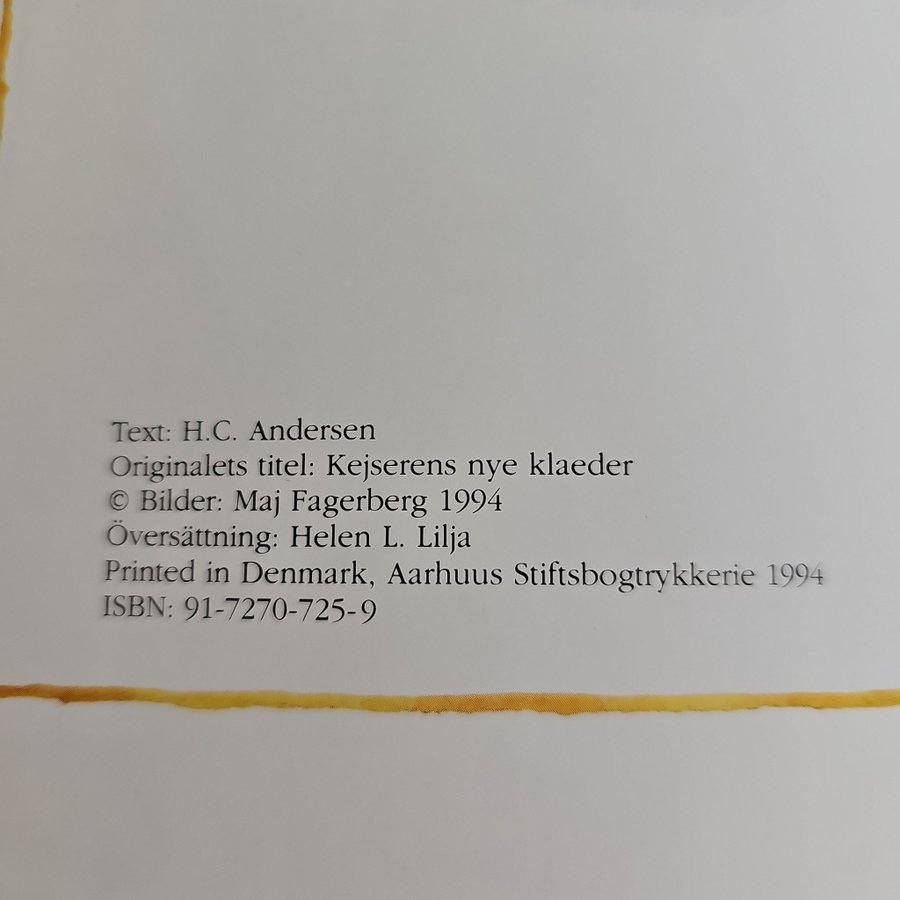 Text: H.C. Andersen
Originalets titel: Kejserens nye klaeder
© Bilder: Maj Fagerberg 1994
Översättning: Helen L. Lilja
Printed in Denmark, Aarhuus Stiftsbogtrykkerie 1994
ISBN: 91-7270-725-9